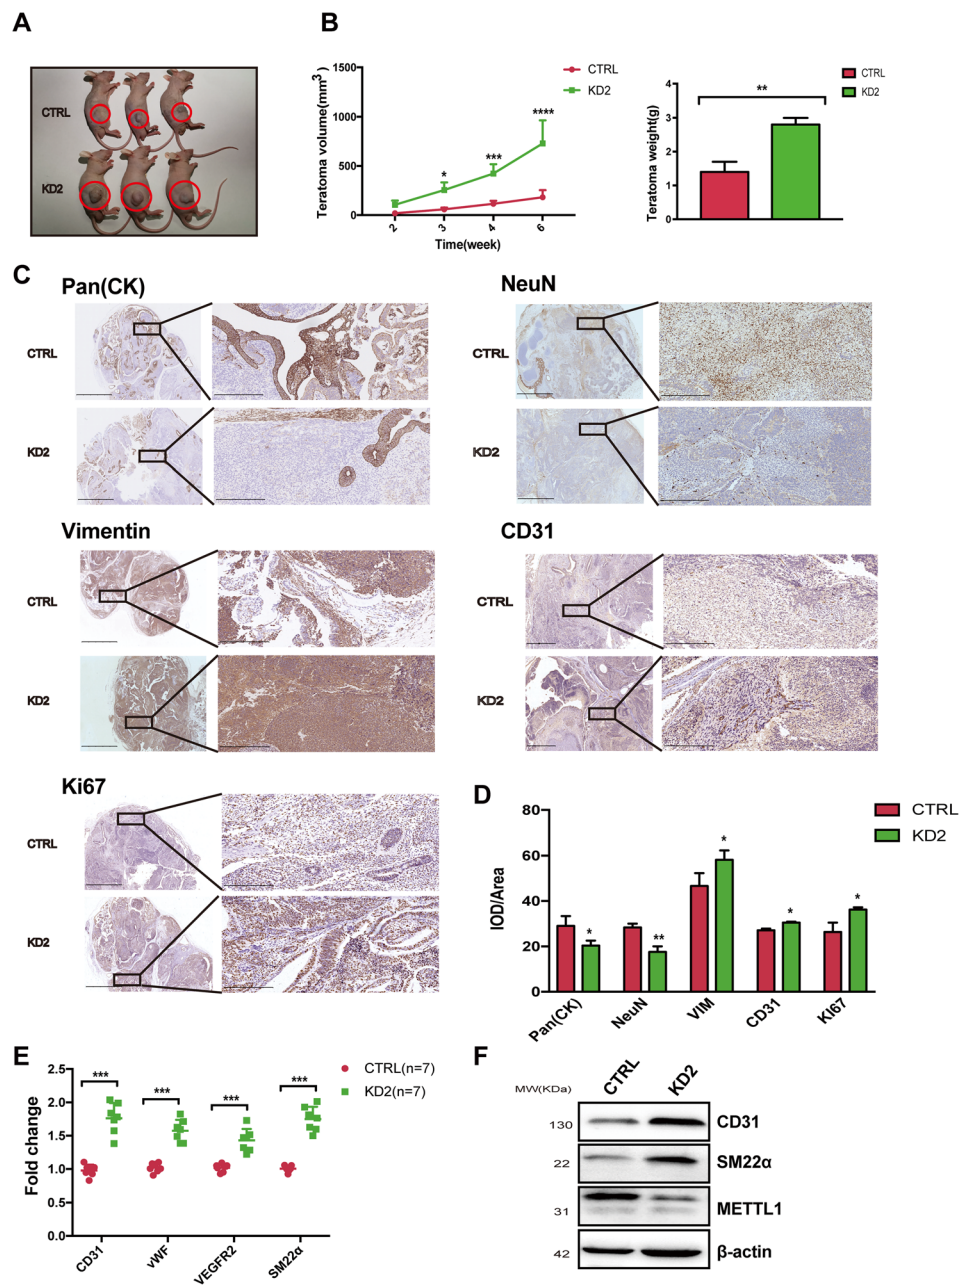 A
CTRL
KD2
B
Teratoma volume(mm3)
1500
1000
500
0
2
3
4
6
Time(week)
CTRL
KD2
*
***
****
Teratoma weight(g)
4
3
2
1
0
**
CTRL
KD2
C
Pan(CK)
CTRL
KD2
NeuN
CTRL
KD2
Vimentin
CTRL
KD2
CD31
CTRL
KD2
Ki67
CTRL
KD2
D
IOD/Area
80
60
40
20
0
CTRL
KD2
*
**
*
*
*
Pan(CK)
NeuN
VIM
CD31
KI67
E
Fold change
2.5
2.0
1.5
1.0
0.5
0.0
CTRL(n=7)
KD2(n=7)
***
***
***
***
CD31
vWF
VEGFR2
SM22α
F
MW(KDa)
CTRL
KD2
130
CD31
22
SM22α
31
METTL1
42
β-actin